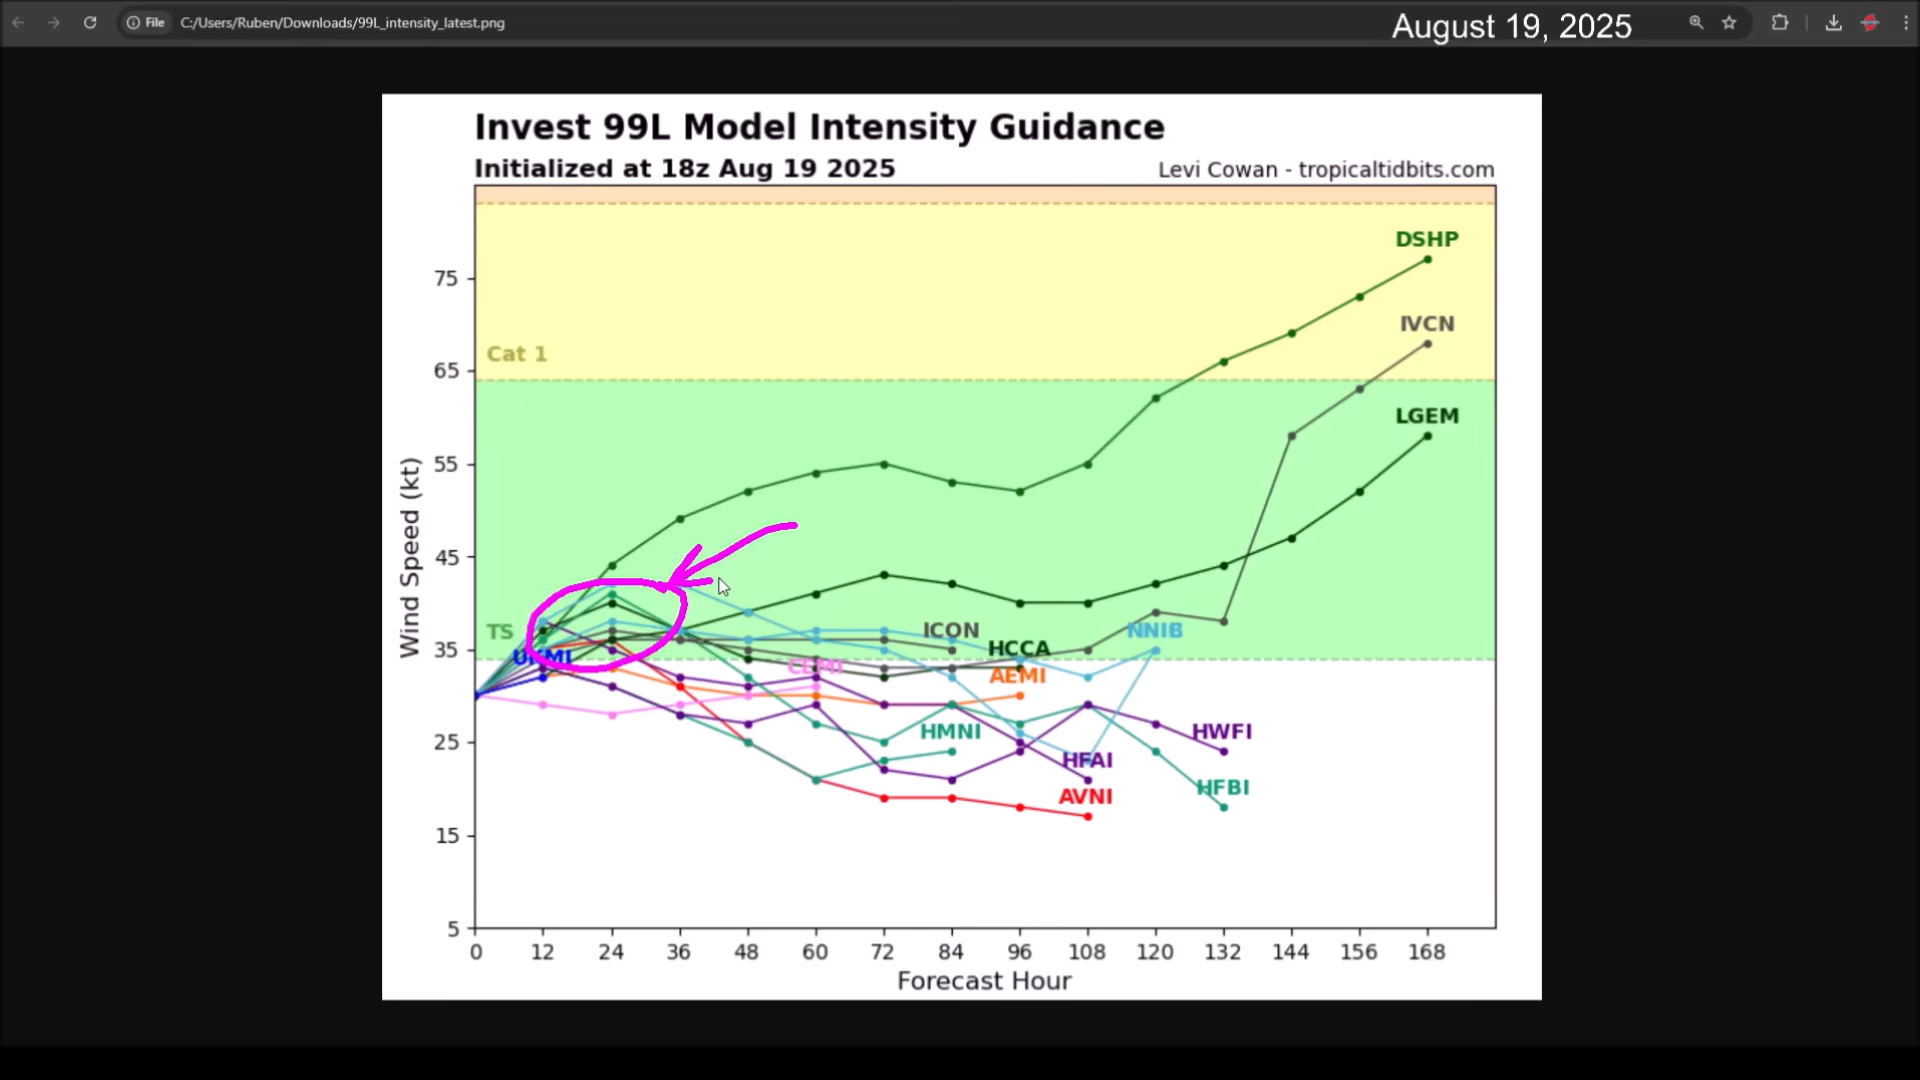 File
C:/Users/Ruben/Downloads/99L_intensity_latest.png
August 19, 2025
Invest 99L Model Intensity Guidance
Initialized at 18z Aug 19 2025
Levi Cowan - tropicaltidbits.com
DSHP
75
IVCN
Cat 1
65
LGEM
55
45
TS
ICON
NNIB
35
HCCA
UKMI
CEMI
AEMI
HMNI
HWFI
25
HFAI
HFBI
AVNI
15
5
Wind Speed (kt)
0 12 24 36 48 60 72 84 96 108 120 132 144 156 168
Forecast Hour